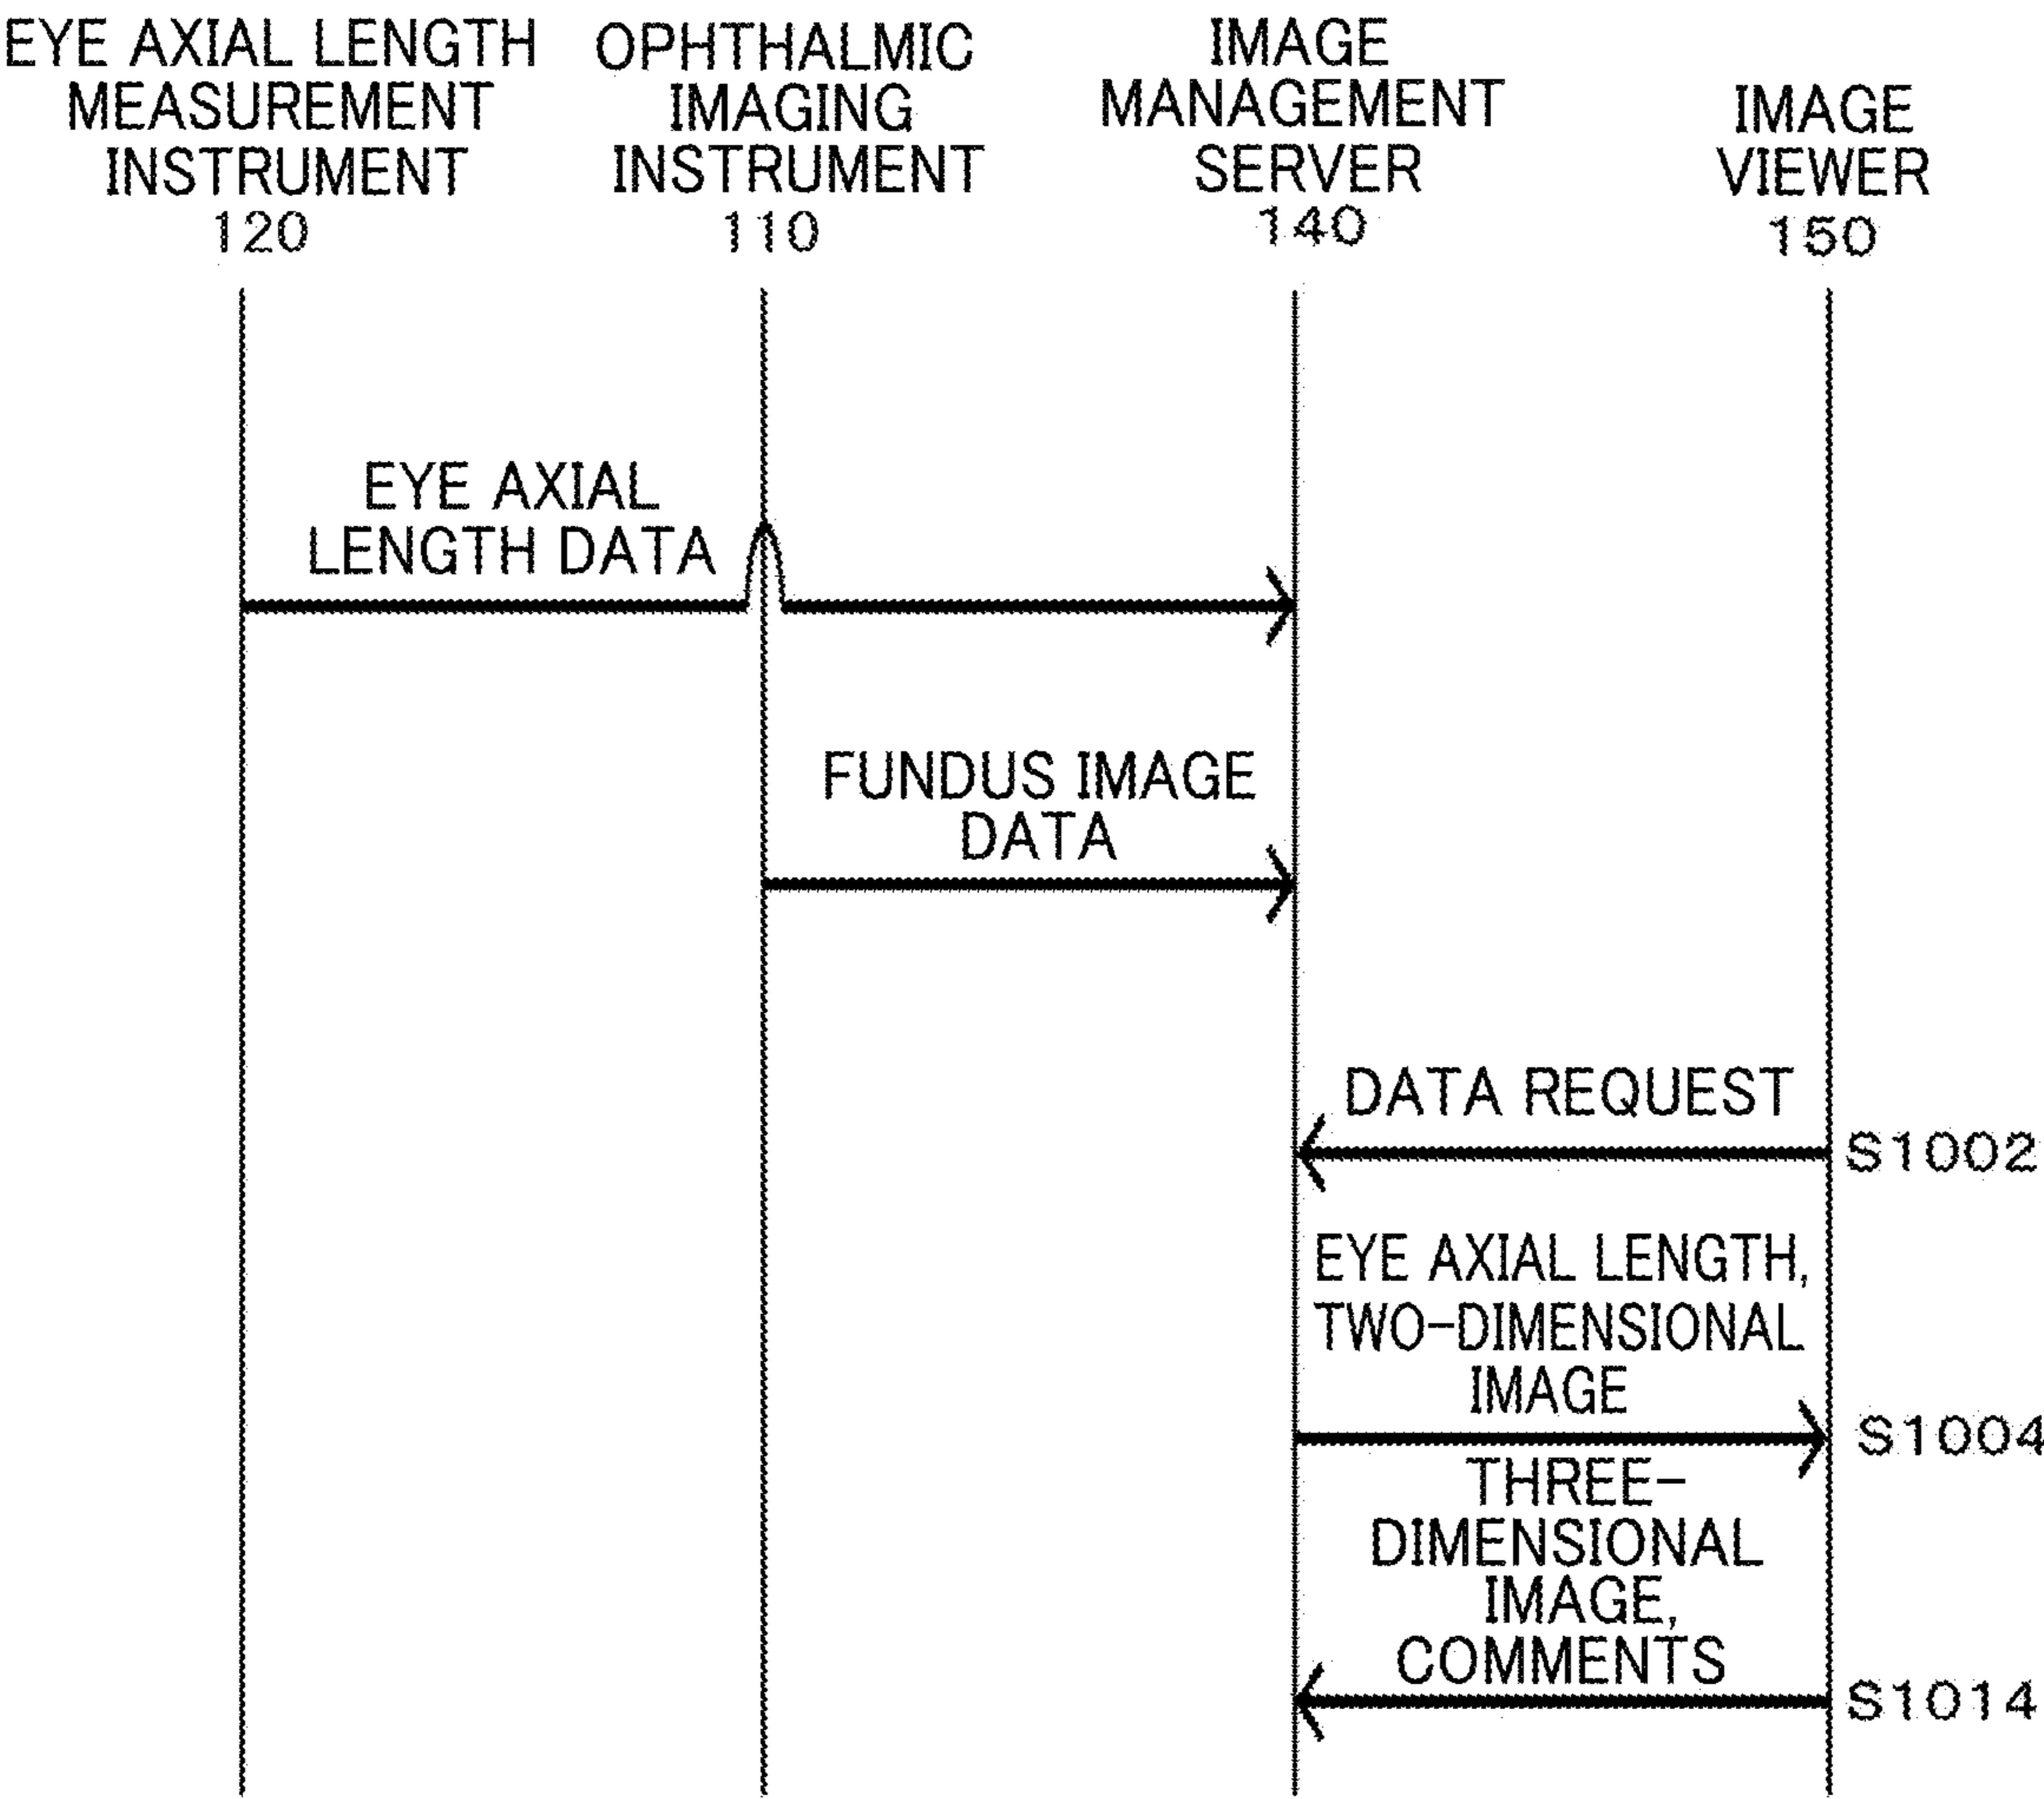 EYE AXIAL LENGTH
MEASUREMENT
INSTRUMENT
120
OPHTHALMIC
IMAGING
INSTRUMENT
110
IMAGE
MANAGEMENT
SERVER
140
IMAGE
VIEWER
150
EYE AXIAL
LENGTH DATA
FUNDUS IMAGE
DATA
DATA REQUEST
S1002
EYE AXIAL LENGTH,
TWO-DIMENSIONAL
IMAGE
S1004
THREE-
DIMENSIONAL
IMAGE,
COMMENTS
S1014